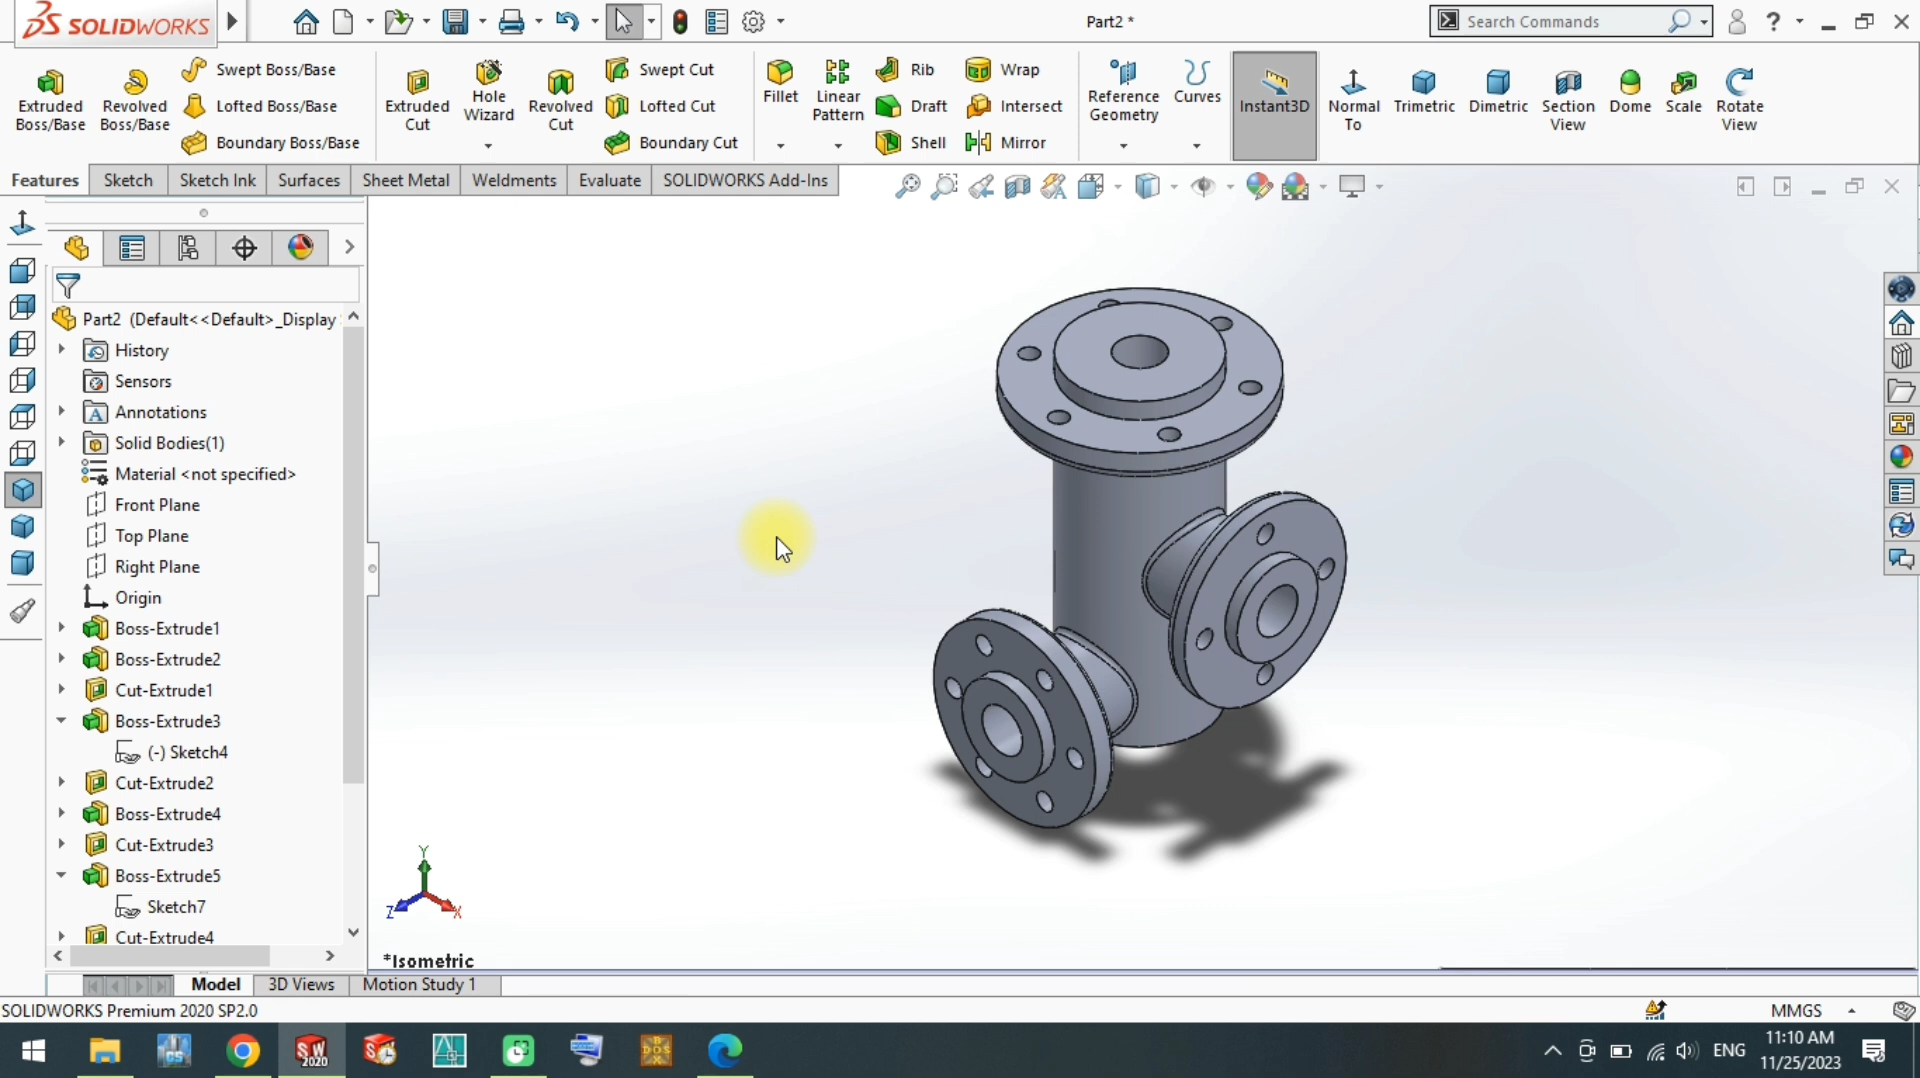 SOLIDWORKS
Part2 *
Search Commands
?
Extruded Boss/Base
Revolved Boss/Base
Swept Boss/Base
Lofted Boss/Base
Boundary Boss/Base
Extruded Cut
Hole Wizard
Revolved Cut
Swept Cut
Lofted Cut
Boundary Cut
Fillet
Linear Pattern
Rib
Draft
Shell
Wrap
Intersect
Mirror
Reference Geometry
Curves
Instant3D
Normal To
Trimetric
Dimetric
Section View
Dome
Scale
Rotate View
Features
Sketch
Sketch Ink
Surfaces
Sheet Metal
Weldments
Evaluate
SOLIDWORKS Add-Ins
Part2 (Default<<Default>_Display
History
Sensors
Annotations
Solid Bodies(1)
Material <not specified>
Front Plane
Top Plane
Right Plane
Origin
Boss-Extrude1
Boss-Extrude2
Cut-Extrude1
Boss-Extrude3
(-) Sketch4
Cut-Extrude2
Boss-Extrude4
Cut-Extrude3
Boss-Extrude5
Sketch7
Cut-Extrude4
Y
Z
X
*Isometric
Model
3D Views
Motion Study 1
SOLIDWORKS Premium 2020 SP2.0
MMGS
SW 2020
DOS
ENG
11:10 AM
11/25/2023